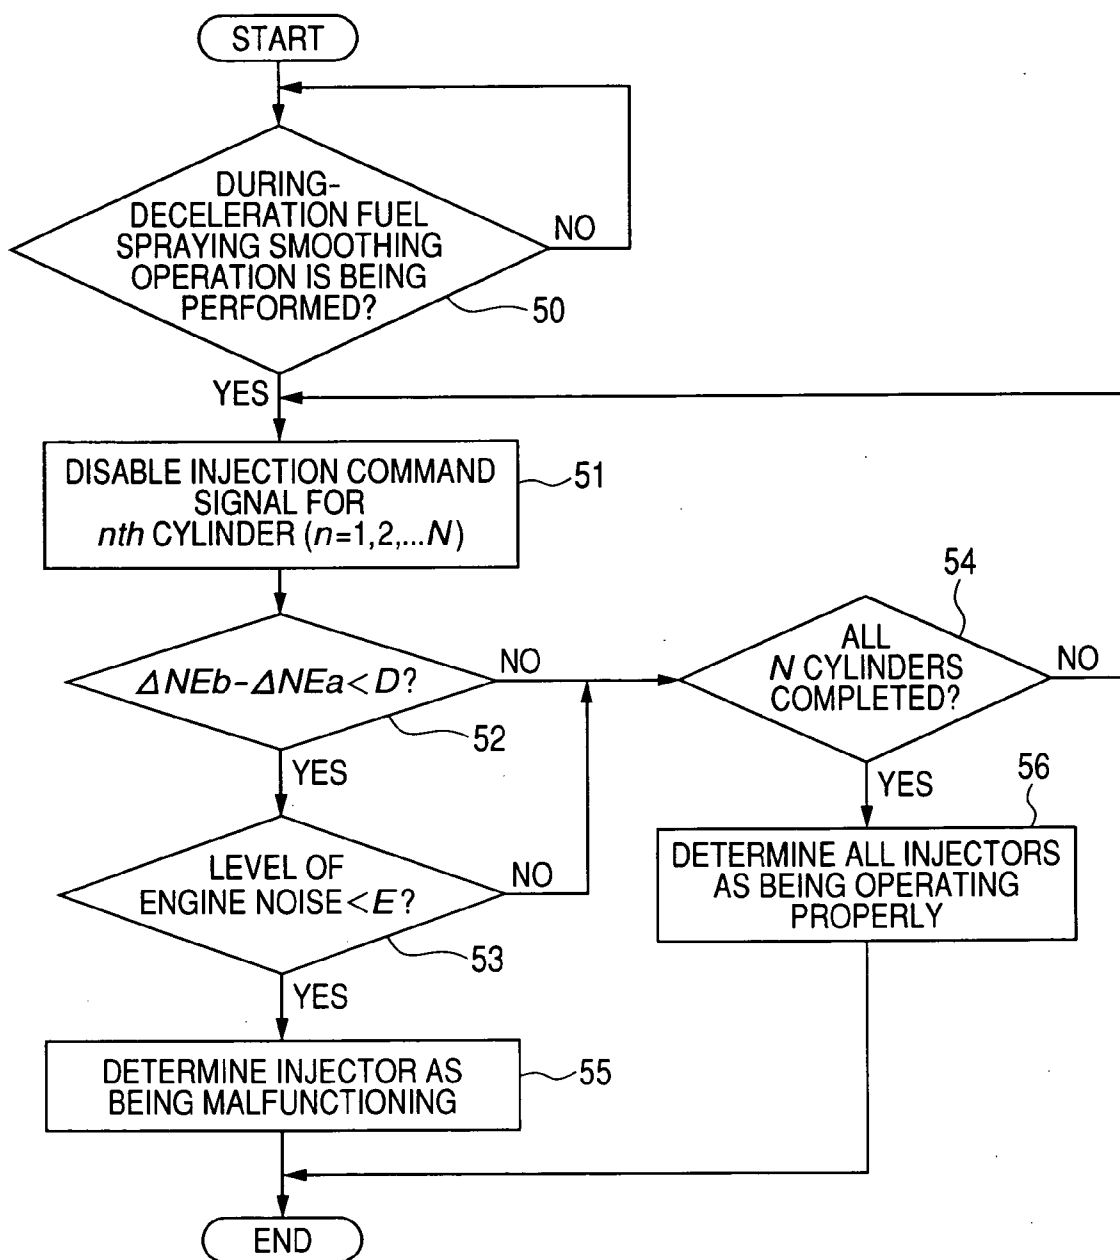 START
DURING-
DECELERATION FUEL
SPRAYING SMOOTHING
OPERATION IS BEING
PERFORMED?
NO
50
YES
DISABLE INJECTION COMMAND
SIGNAL FOR
nth CYLINDER (n=1,2,...N)
51
ΔNEb-ΔNEa<D?
NO
52
YES
ALL
N CYLINDERS
COMPLETED?
54
NO
YES
LEVEL OF
ENGINE NOISE<E?
NO
53
YES
DETERMINE ALL INJECTORS
AS BEING OPERATING
PROPERLY
56
DETERMINE INJECTOR AS
BEING MALFUNCTIONING
55
END